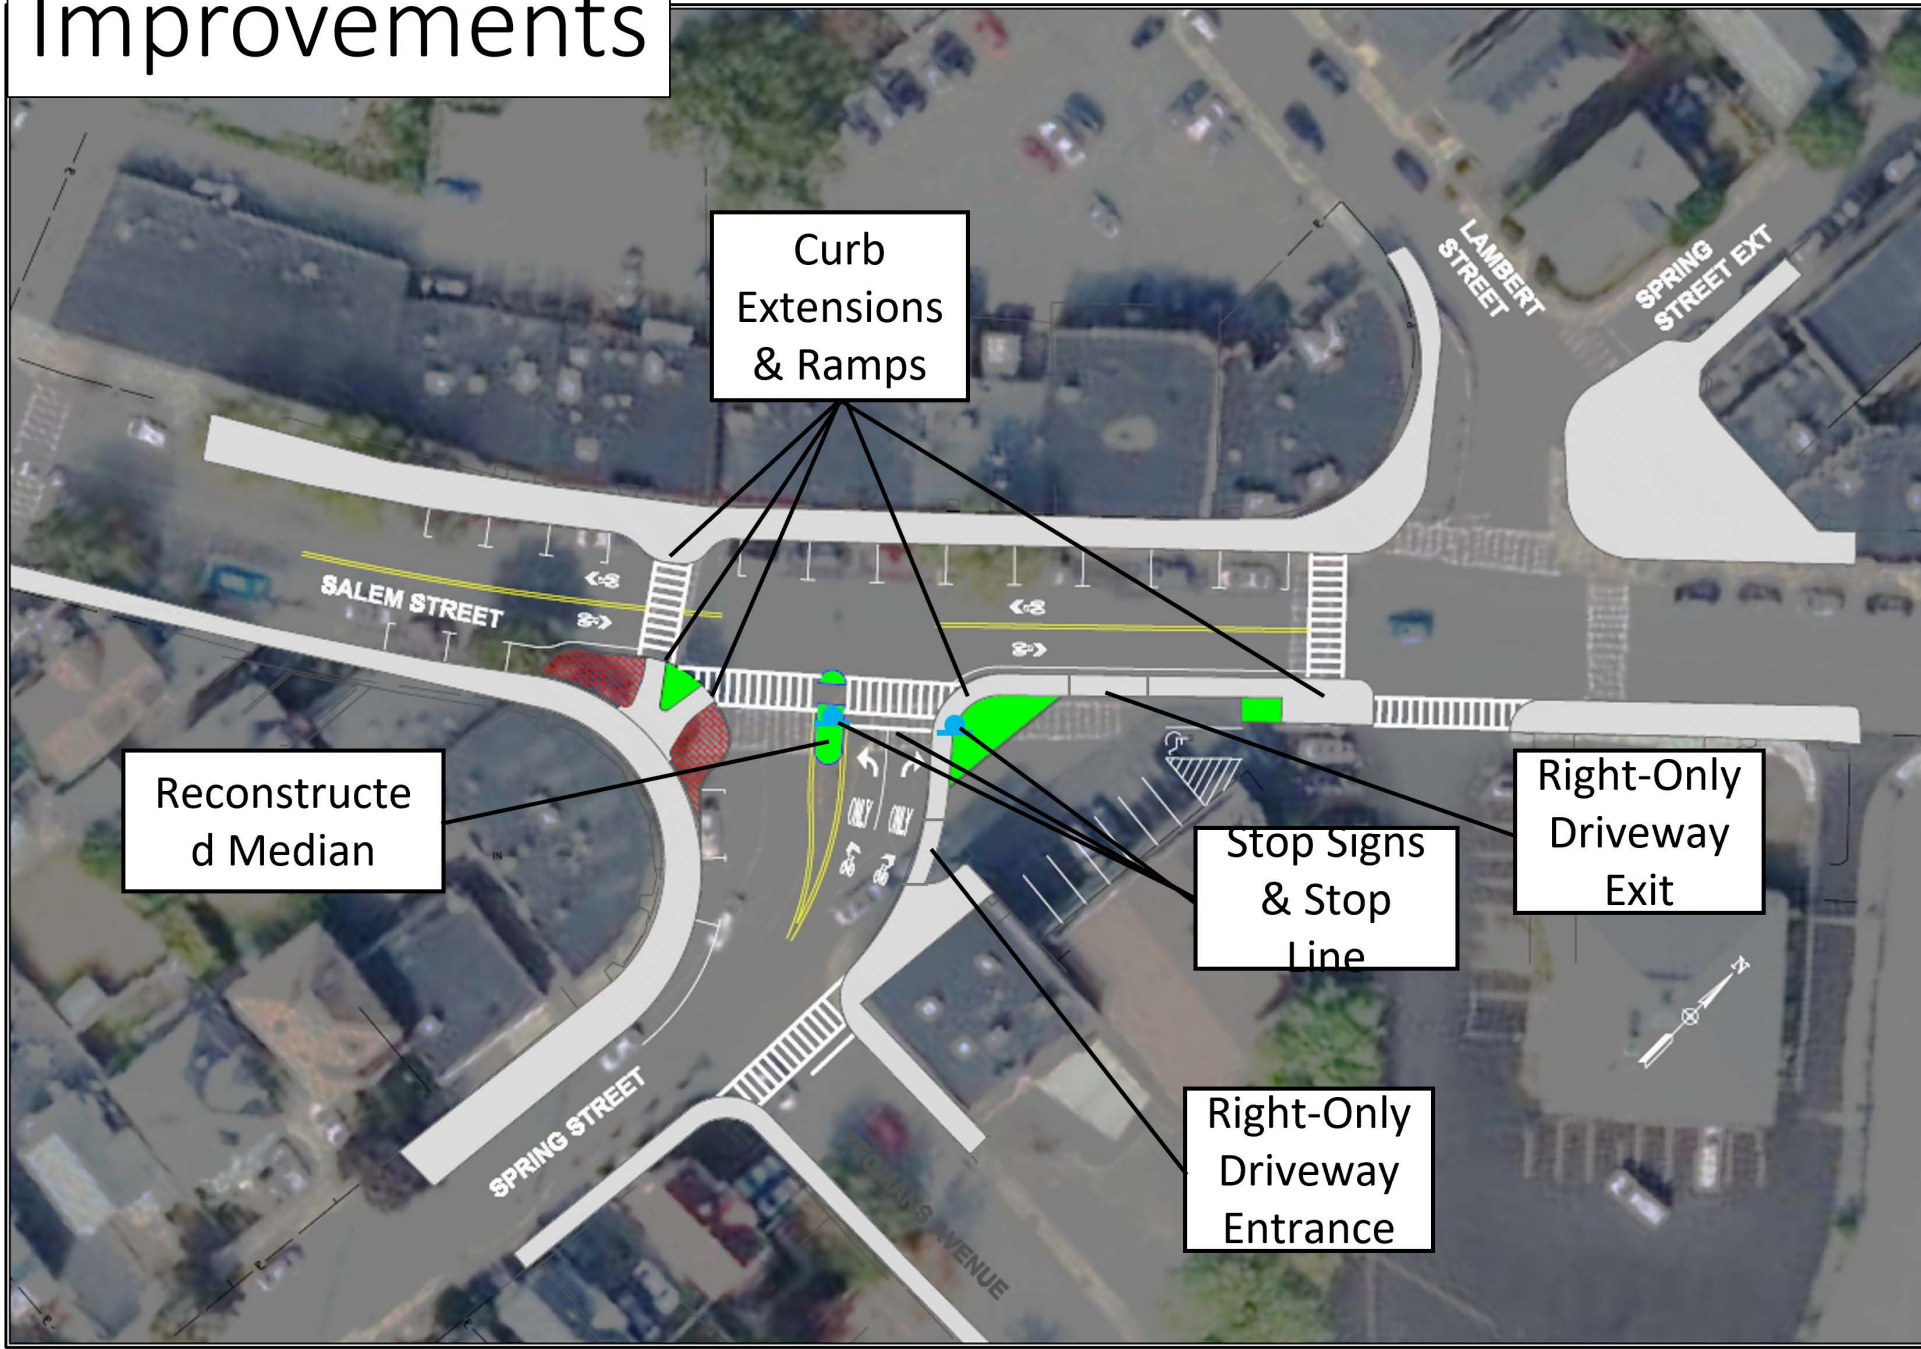 Improvements
Curb
Extensions
& Ramps
LAMBERT
STREET
SPRING
STREET EXT
SALEM STREET
Reconstructe
d Median
ONLY
ONLY
Stop Signs
& Stop
Line
Right-Only
Driveway
Exit
N
SPRING STREET
Right-Only
Driveway
Entrance
AVENUE